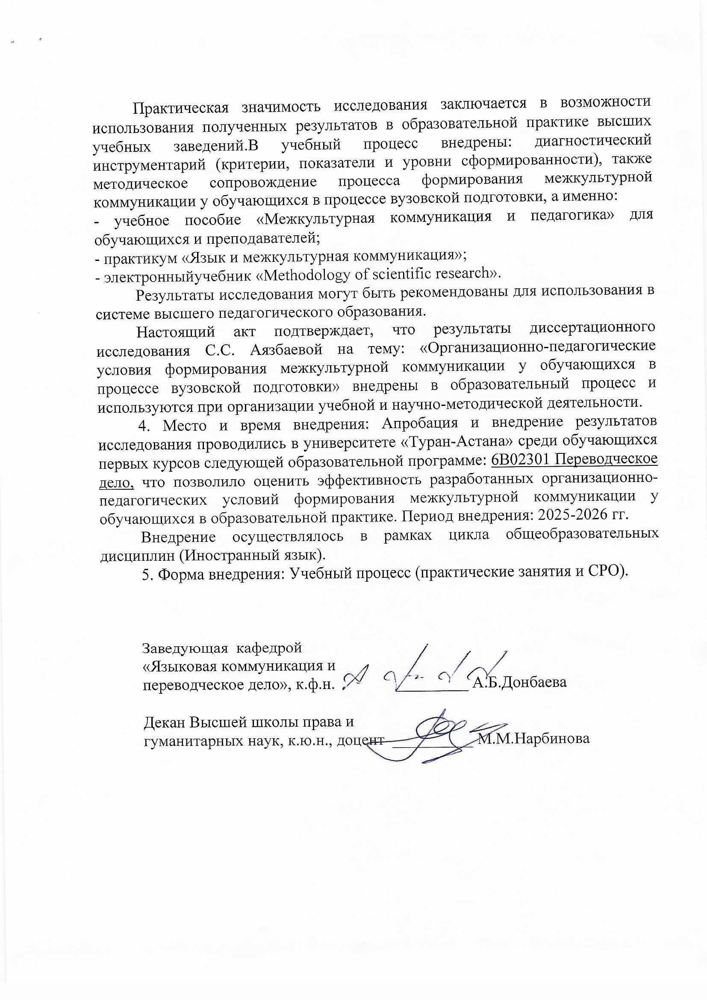 Практическая значимость исследования заключается в возможности
использования полученных результатов в образовательной практике высших
учебных заведений.В учебный процесс внедрены: диагностический
инструментарий (критерии, показатели и уровни сформированности), также
методическое сопровождение процесса формирования межкультурной
коммуникации у обучающихся в процессе вузовской подготовки, а именно:
- учебное пособие «Межкультурная коммуникация и педагогика» для
обучающихся и преподавателей;
- практикум «Язык и межкультурная коммуникация»;
- электронныйучебник «Methodology of scientific research».
Результаты исследования могут быть рекомендованы для использования в
системе высшего педагогического образования.
Настоящий акт подтверждает, что результаты диссертационного
исследования С.С. Аязбаевой на тему: «Организационно-педагогические
условия формирования межкультурной коммуникации у обучающихся в
процессе вузовской подготовки» внедрены в образовательный процесс и
используются при организации учебной и научно-методической деятельности.
4. Место и время внедрения: Апробация и внедрение результатов
исследования проводились в университете «Туран-Астана» среди обучающихся
первых курсов следующей образовательной программе: 6В02301 Переводческое
дело, что позволило оценить эффективность разработанных организационно-
педагогических условий формирования межкультурной коммуникации у
обучающихся в образовательной практике. Период внедрения: 2025-2026 гг.
Внедрение осуществлялось в рамках цикла общеобразовательных
дисциплин (Иностранный язык).
5. Форма внедрения: Учебный процесс (практические занятия и СРО).
Заведующая кафедрой
«Языковая коммуникация и
переводческое дело», к.ф.н. А.Б.Донбаева
Декан Высшей школы права и
гуманитарных наук, к.ю.н., доцент М.М.Нарбинова